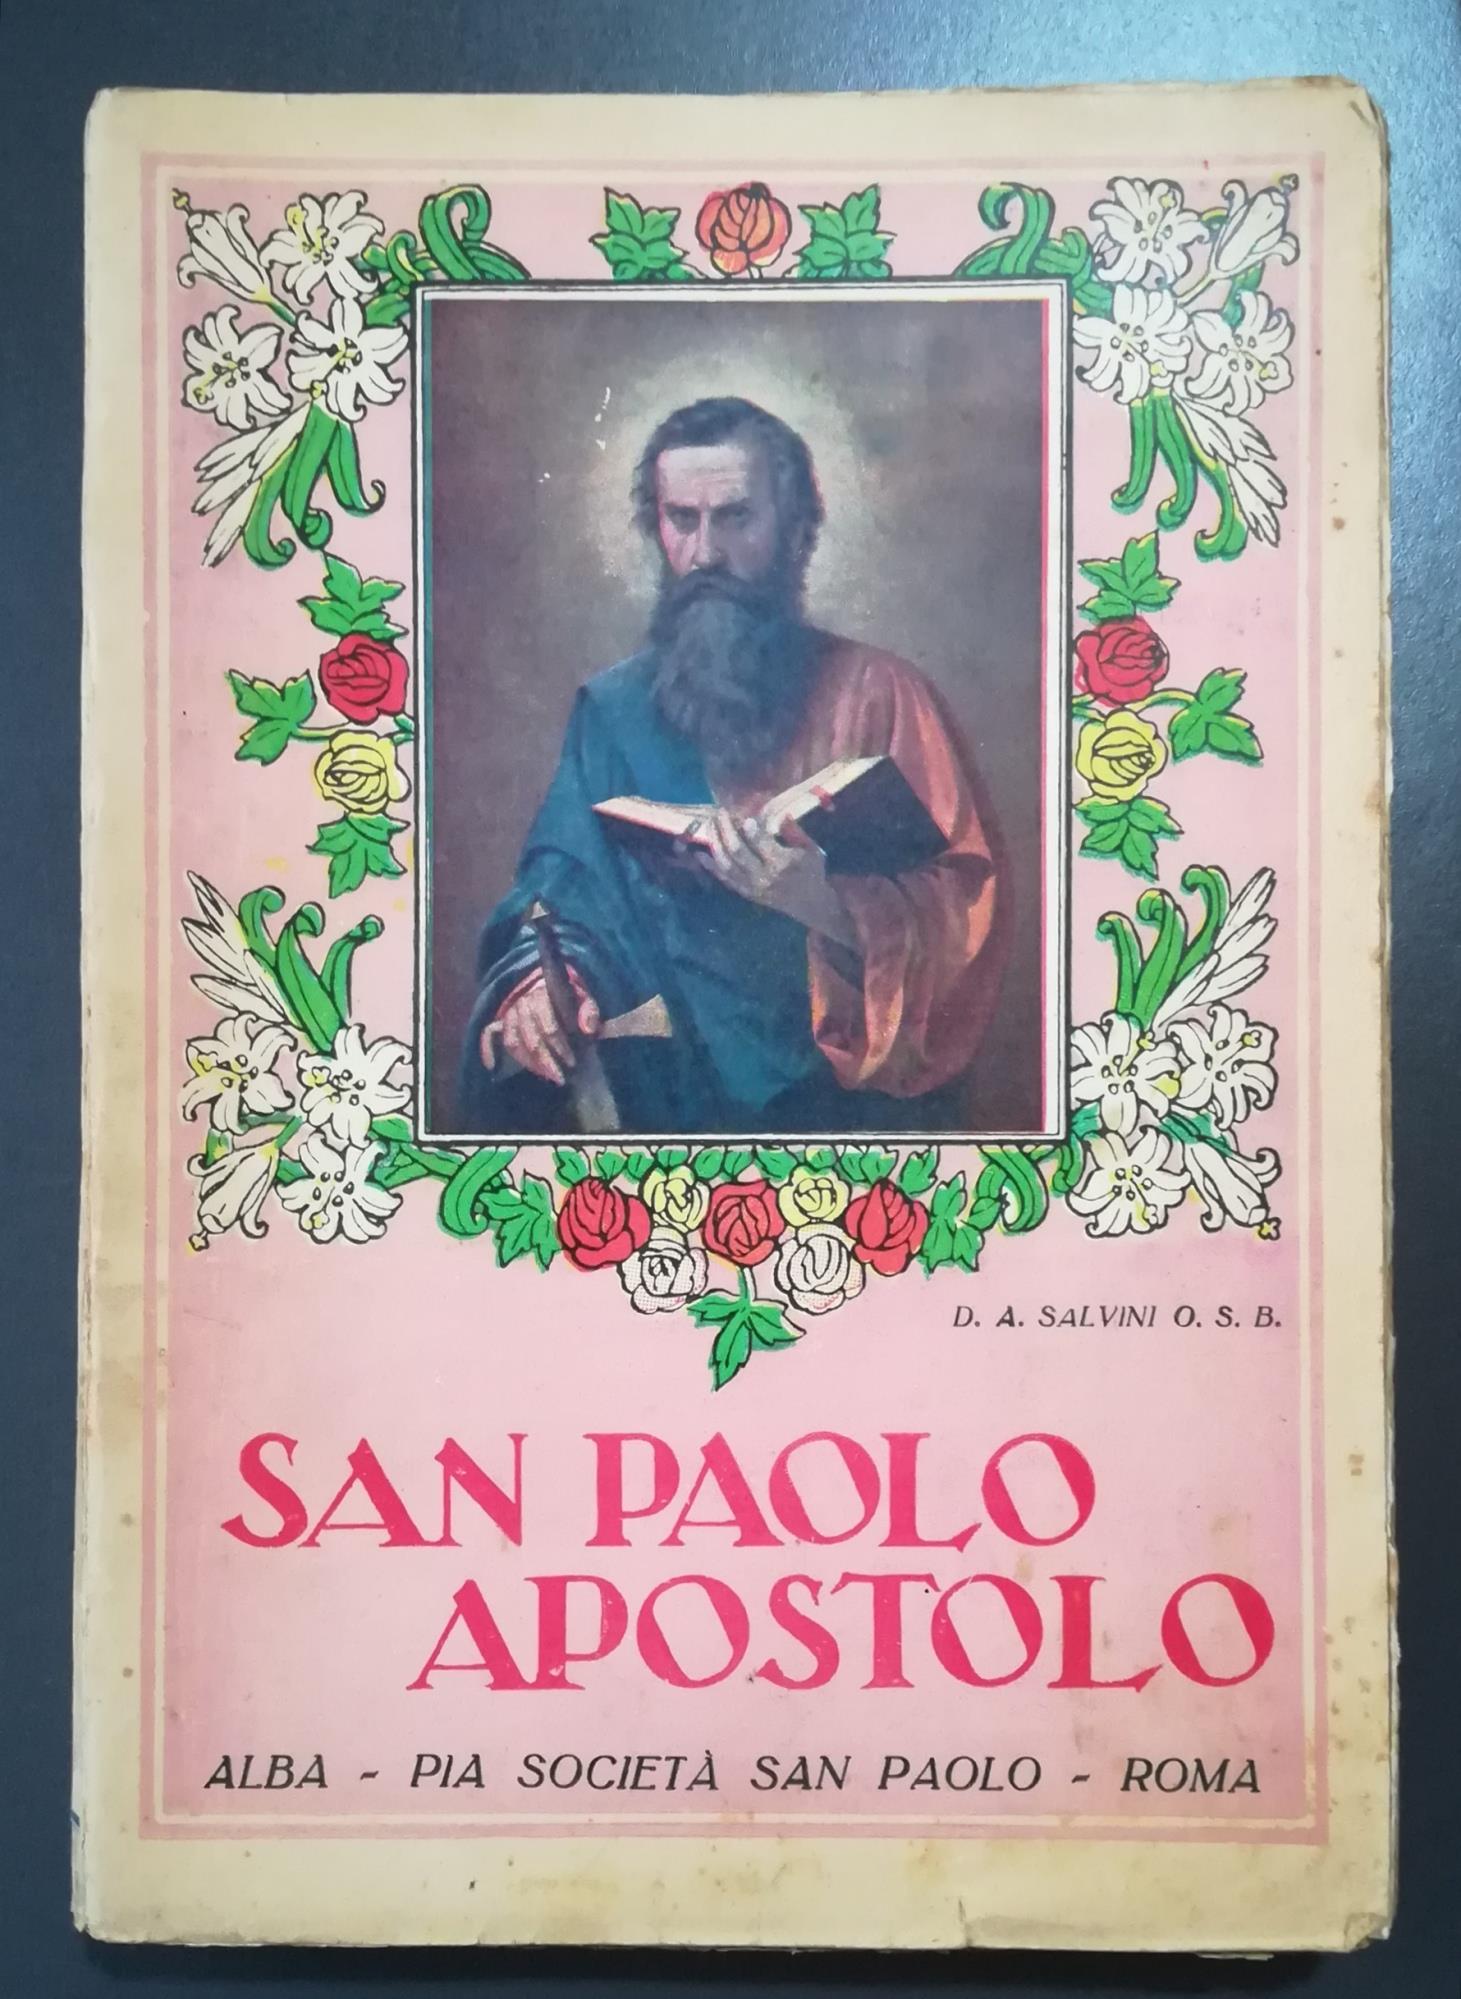 D. A. SALVINI O. S. B.
SAN PAOLO
APOSTOLO
ALBA - PIA SOCIETÀ SAN PAOLO - ROMA